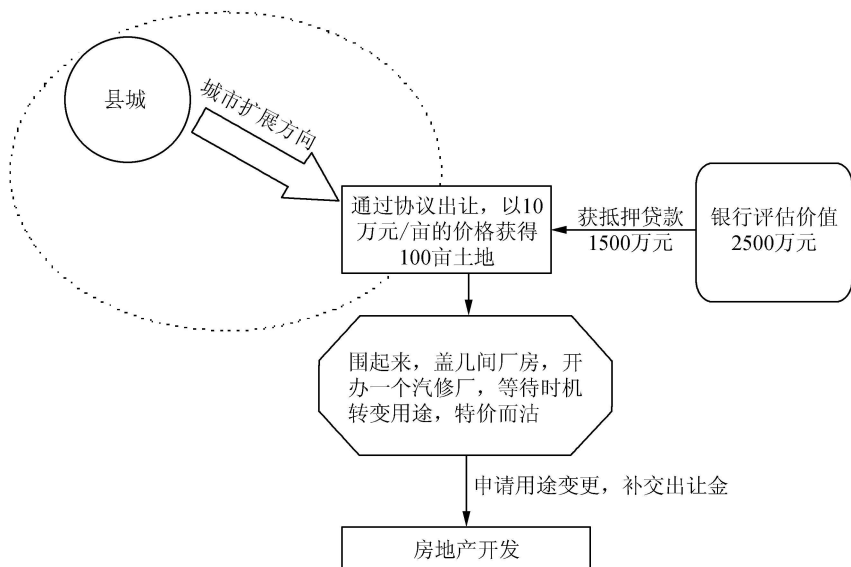 县城
城市扩展方向
通过协议出让，以10
万元/亩的价格获得
100亩土地
获抵押贷款
1500万元
银行评估价值
2500万元
围起来，盖几间厂房，开
办一个汽修厂，等待时机
转变用途，特价而沽
申请用途变更，补交出让金
房地产开发